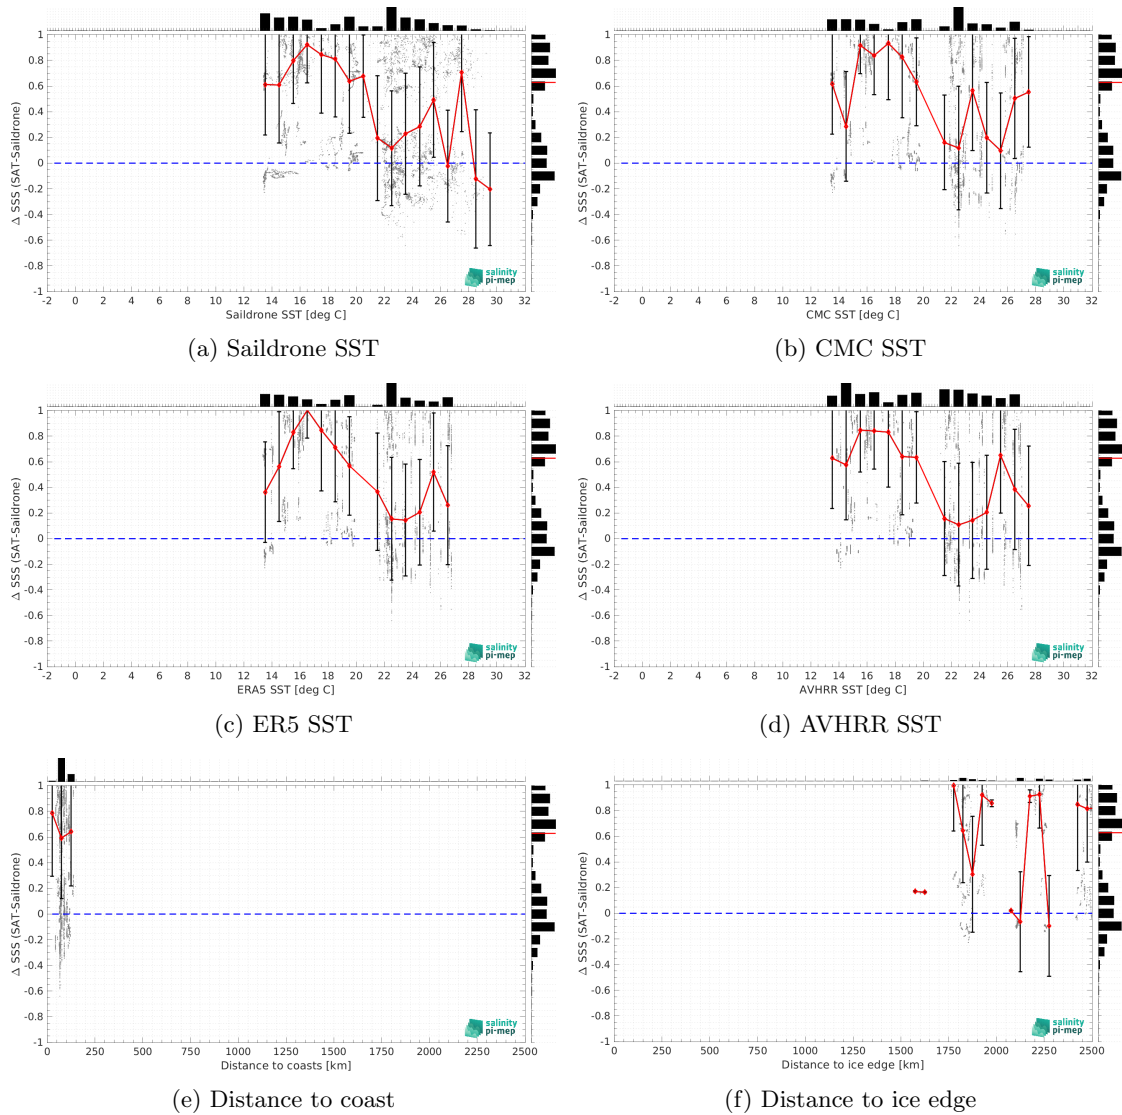 1
0.8
0.6
0.4
0.2
0
-0.2
-0.4
-0.6
-0.8
-1
Δ SSS (SAT-Saildrone)
-2 0 2 4 6 8 10 12 14 16 18 20 22 24 26 28 30 32
Saildrone SST [deg C]
salinity
pi-mep
(a) Saildrone SST
1
0.8
0.6
0.4
0.2
0
-0.2
-0.4
-0.6
-0.8
-1
Δ SSS (SAT-Saildrone)
-2 0 2 4 6 8 10 12 14 16 18 20 22 24 26 28 30 32
CMC SST [deg C]
salinity
pi-mep
(b) CMC SST
1
0.8
0.6
0.4
0.2
0
-0.2
-0.4
-0.6
-0.8
-1
Δ SSS (SAT-Saildrone)
-2 0 2 4 6 8 10 12 14 16 18 20 22 24 26 28 30 32
ERA5 SST [deg C]
salinity
pi-mep
(c) ER5 SST
1
0.8
0.6
0.4
0.2
0
-0.2
-0.4
-0.6
-0.8
-1
Δ SSS (SAT-Saildrone)
-2 0 2 4 6 8 10 12 14 16 18 20 22 24 26 28 30 32
AVHRR SST [deg C]
salinity
pi-mep
(d) AVHRR SST
1
0.8
0.6
0.4
0.2
0
-0.2
-0.4
-0.6
-0.8
-1
Δ SSS (SAT-Saildrone)
0 250 500 750 1000 1250 1500 1750 2000 2250 2500
Distance to coasts [km]
salinity
pi-mep
(e) Distance to coast
1
0.8
0.6
0.4
0.2
0
-0.2
-0.4
-0.6
-0.8
-1
Δ SSS (SAT-Saildrone)
0 250 500 750 1000 1250 1500 1750 2000 2250 2500
Distance to ice edge [km]
salinity
pi-mep
(f) Distance to ice edge